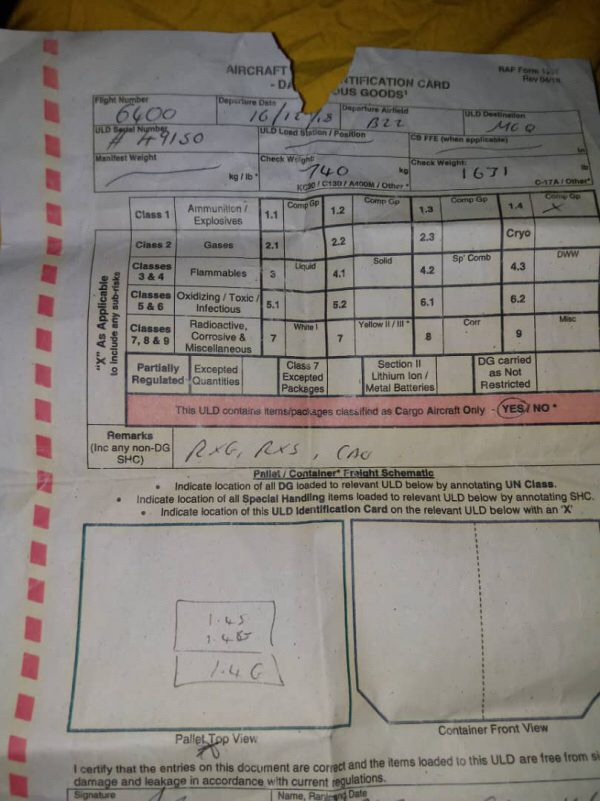 AIRCRAFT NTIFICATION CARD
- DA OUS GOODS'
RAF Form
Rev 04/18
Flight Number Departure Date Departure Airfield ULD Destination
6400 16/12/18 BZZ MCQ
ULD Serial Number ULD Load Station / Position CB FFE (when applicable)
# 49150 in
Manifest Weight Check Weight: Check Weight:
740 kg 1631 lb
kg / lb * KC30 / C130 / A400M / Other * C-17A / Other*
Class 1 Ammunition / Explosives 1.1 Comp Gp 1.2 Comp Gp 1.3 Comp Gp 1.4 Comp Gp X
Class 2 Gases 2.1 2.2 2.3 Cryo
"X" As Applicable
to include any sub-risks
Classes 3 & 4 Flammables 3 Liquid 4.1 Solid 4.2 Sp' Comb 4.3 DWW
Classes 5 & 6 Oxidizing / Toxic / Infectious 5.1 5.2 6.1 6.2
Classes 7, 8 & 9 Radioactive, Corrosive & Miscellaneous 7 White I 7 Yellow II / III * 8 Corr 9 Misc
Partially Regulated Excepted Quantities Class 7 Excepted Packages Section II Lithium Ion / Metal Batteries DG carried as Not Restricted
This ULD contains items/packages classified as Cargo Aircraft Only - YES / NO *
Remarks
(Inc any non-DG SHC)
RXG, RXS, CAO
Pallet / Container* Freight Schematic
• Indicate location of all DG loaded to relevant ULD below by annotating UN Class.
• Indicate location of all Special Handling items loaded to relevant ULD below by annotating SHC.
• Indicate location of this ULD Identification Card on the relevant ULD below with an 'X'
1.4S
1.4G
Pallet Top View
X
Container Front View
I certify that the entries on this document are correct and the items loaded to this ULD are free from
damage and leakage in accordance with current regulations.
Signature Name, Rank and Date